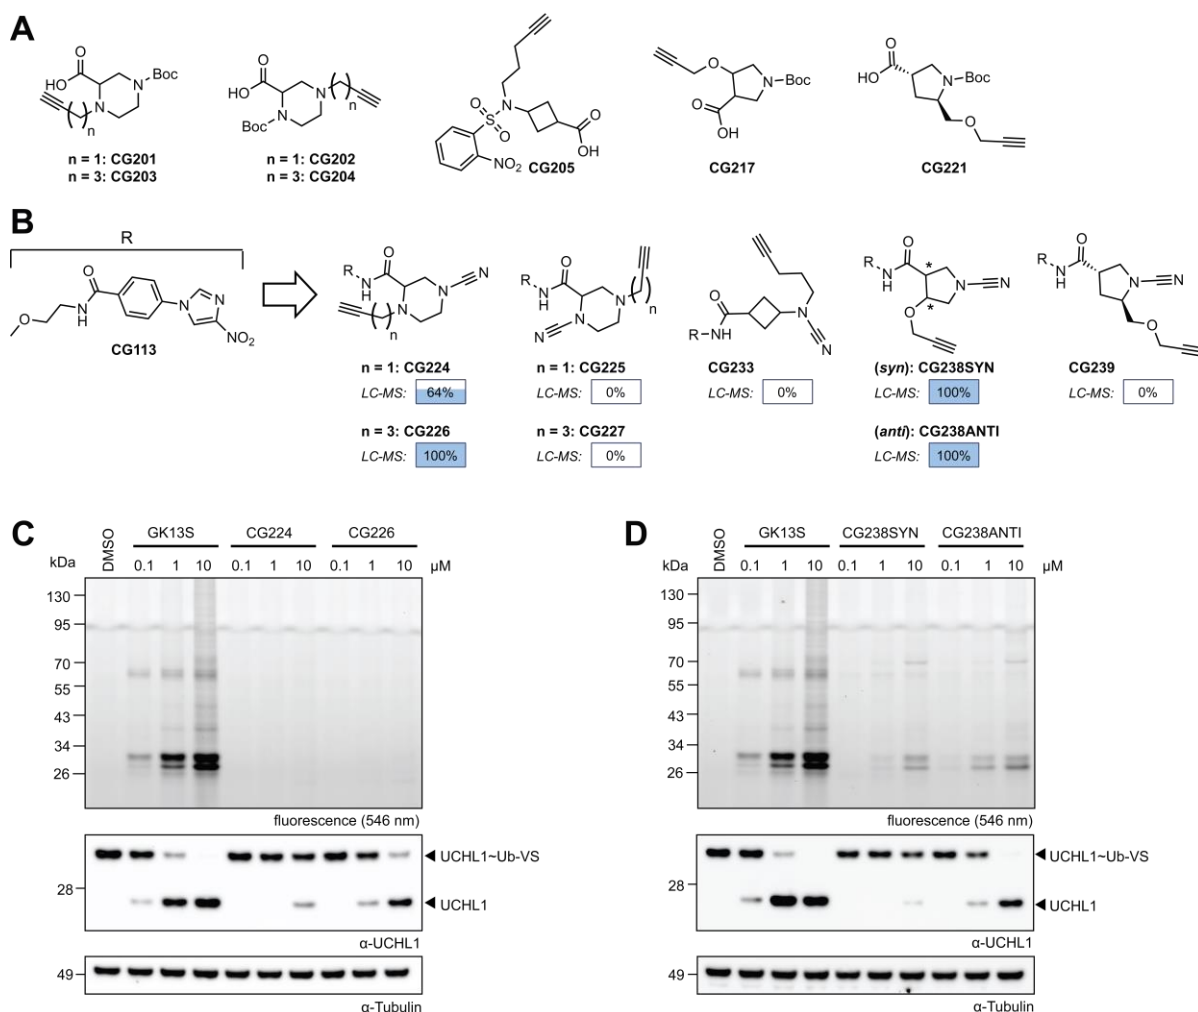 A
O
HO
N
Boc
N
n
n = 1: CG201
n = 3: CG203
O
HO
N
Boc
N
n
n = 1: CG202
n = 3: CG204
O
S
O
N
NO2
O
OH
CG205
O
N
Boc
O
OH
CG217
O
HO
N
Boc
O
CG221
B
R
O
N
H
O
N
N
NO2
CG113
O
R
N
H
N
N
N
n
n = 1: CG224
LC-MS: 64%
n = 3: CG226
LC-MS: 100%
O
R
N
H
N
N
N
n
n = 1: CG225
LC-MS: 0%
n = 3: CG227
LC-MS: 0%
O
R
NH
N
N
CG233
LC-MS: 0%
O
R
N
H
*
*
N
N
O
(syn): CG238SYN
LC-MS: 100%
(anti): CG238ANTI
LC-MS: 100%
O
R
N
H
N
N
O
CG239
LC-MS: 0%
C
DMSO GK13S CG224 CG226
kDa 0.1 1 10 0.1 1 10 0.1 1 10 µM
130
95
70
55
43
34
26
fluorescence (546 nm)
UCHL1~Ub-VS
28
UCHL1
α-UCHL1
49
α-Tubulin
D
DMSO GK13S CG238SYN CG238ANTI
kDa 0.1 1 10 0.1 1 10 0.1 1 10 µM
130
95
70
55
43
34
26
fluorescence (546 nm)
UCHL1~Ub-VS
28
UCHL1
α-UCHL1
49
α-Tubulin